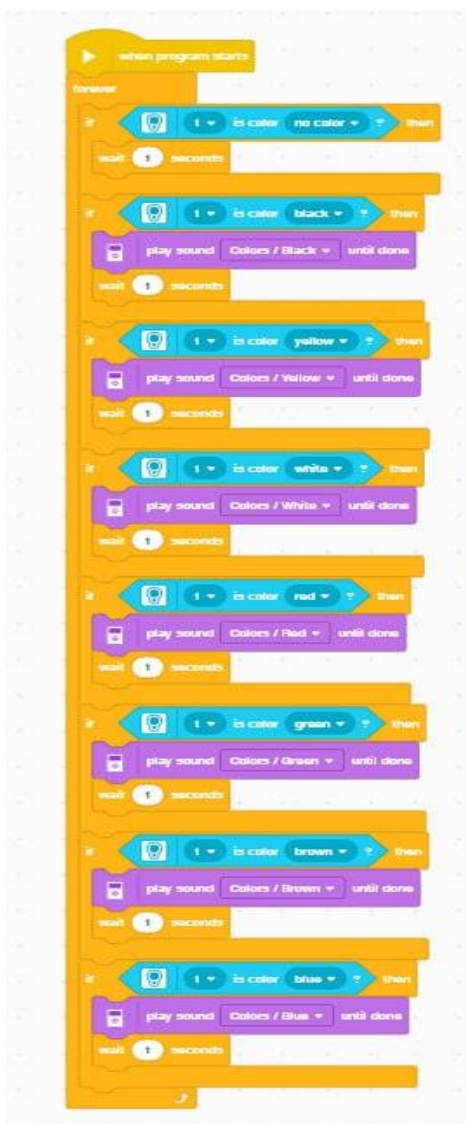 when program starts
forever
if 1 is color no color ? then
wait 1 seconds
if 1 is color black ? then
play sound Colors / Black until done
wait 1 seconds
if 1 is color yellow ? then
play sound Colors / Yellow until done
wait 1 seconds
if 1 is color white ? then
play sound Colors / White until done
wait 1 seconds
if 1 is color red ? then
play sound Colors / Red until done
wait 1 seconds
if 1 is color green ? then
play sound Colors / Green until done
wait 1 seconds
if 1 is color brown ? then
play sound Colors / Brown until done
wait 1 seconds
if 1 is color blue ? then
play sound Colors / Blue until done
wait 1 seconds